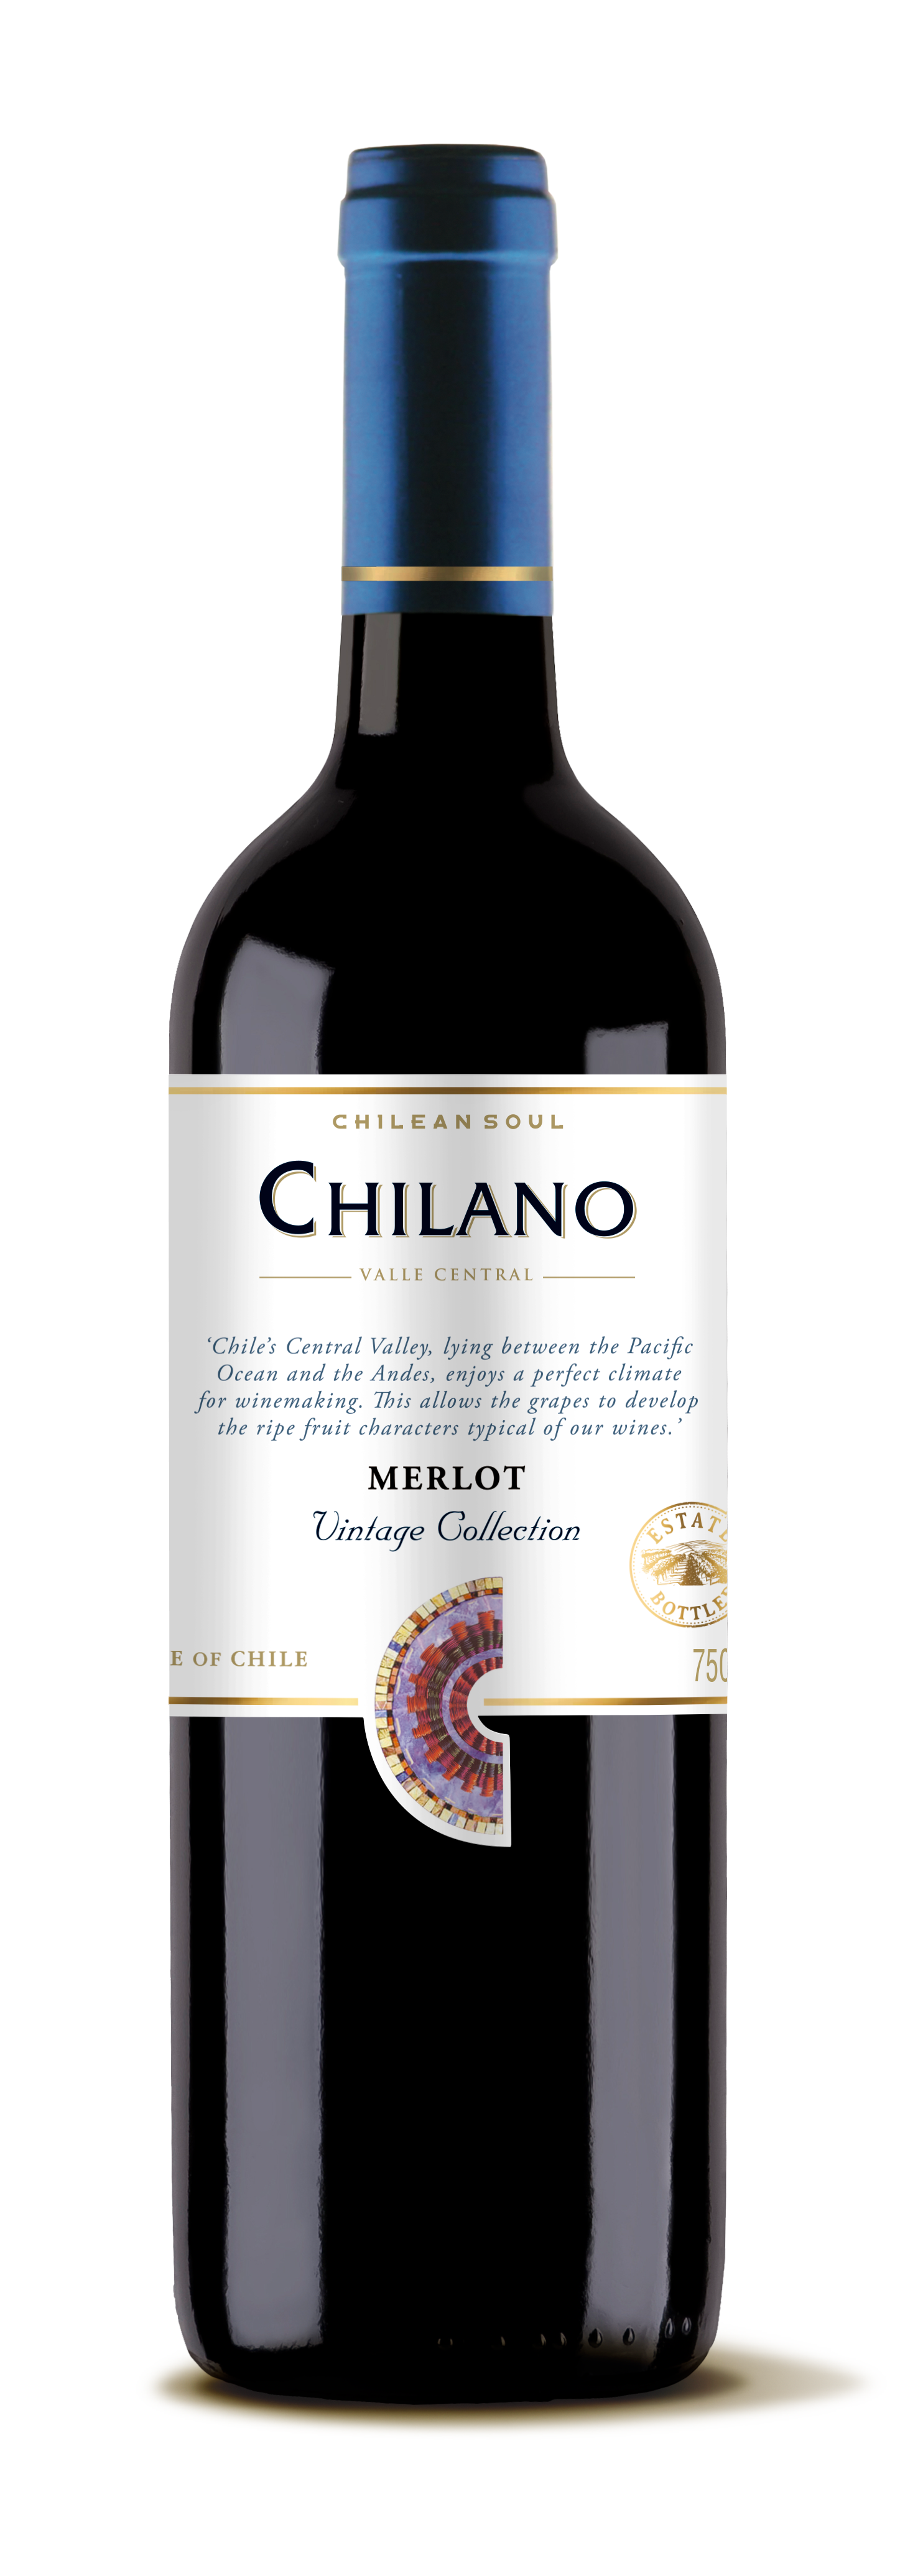 CHILEAN SOUL
CHILANO
VALLE CENTRAL
‘Chile’s Central Valley, lying between the Pacific
Ocean and the Andes, enjoys a perfect climate
for winemaking. This allows the grapes to develop
the ripe fruit characters typical of our wines.’
MERLOT
Vintage Collection
ESTATE
BOTTLED
E OF CHILE
750